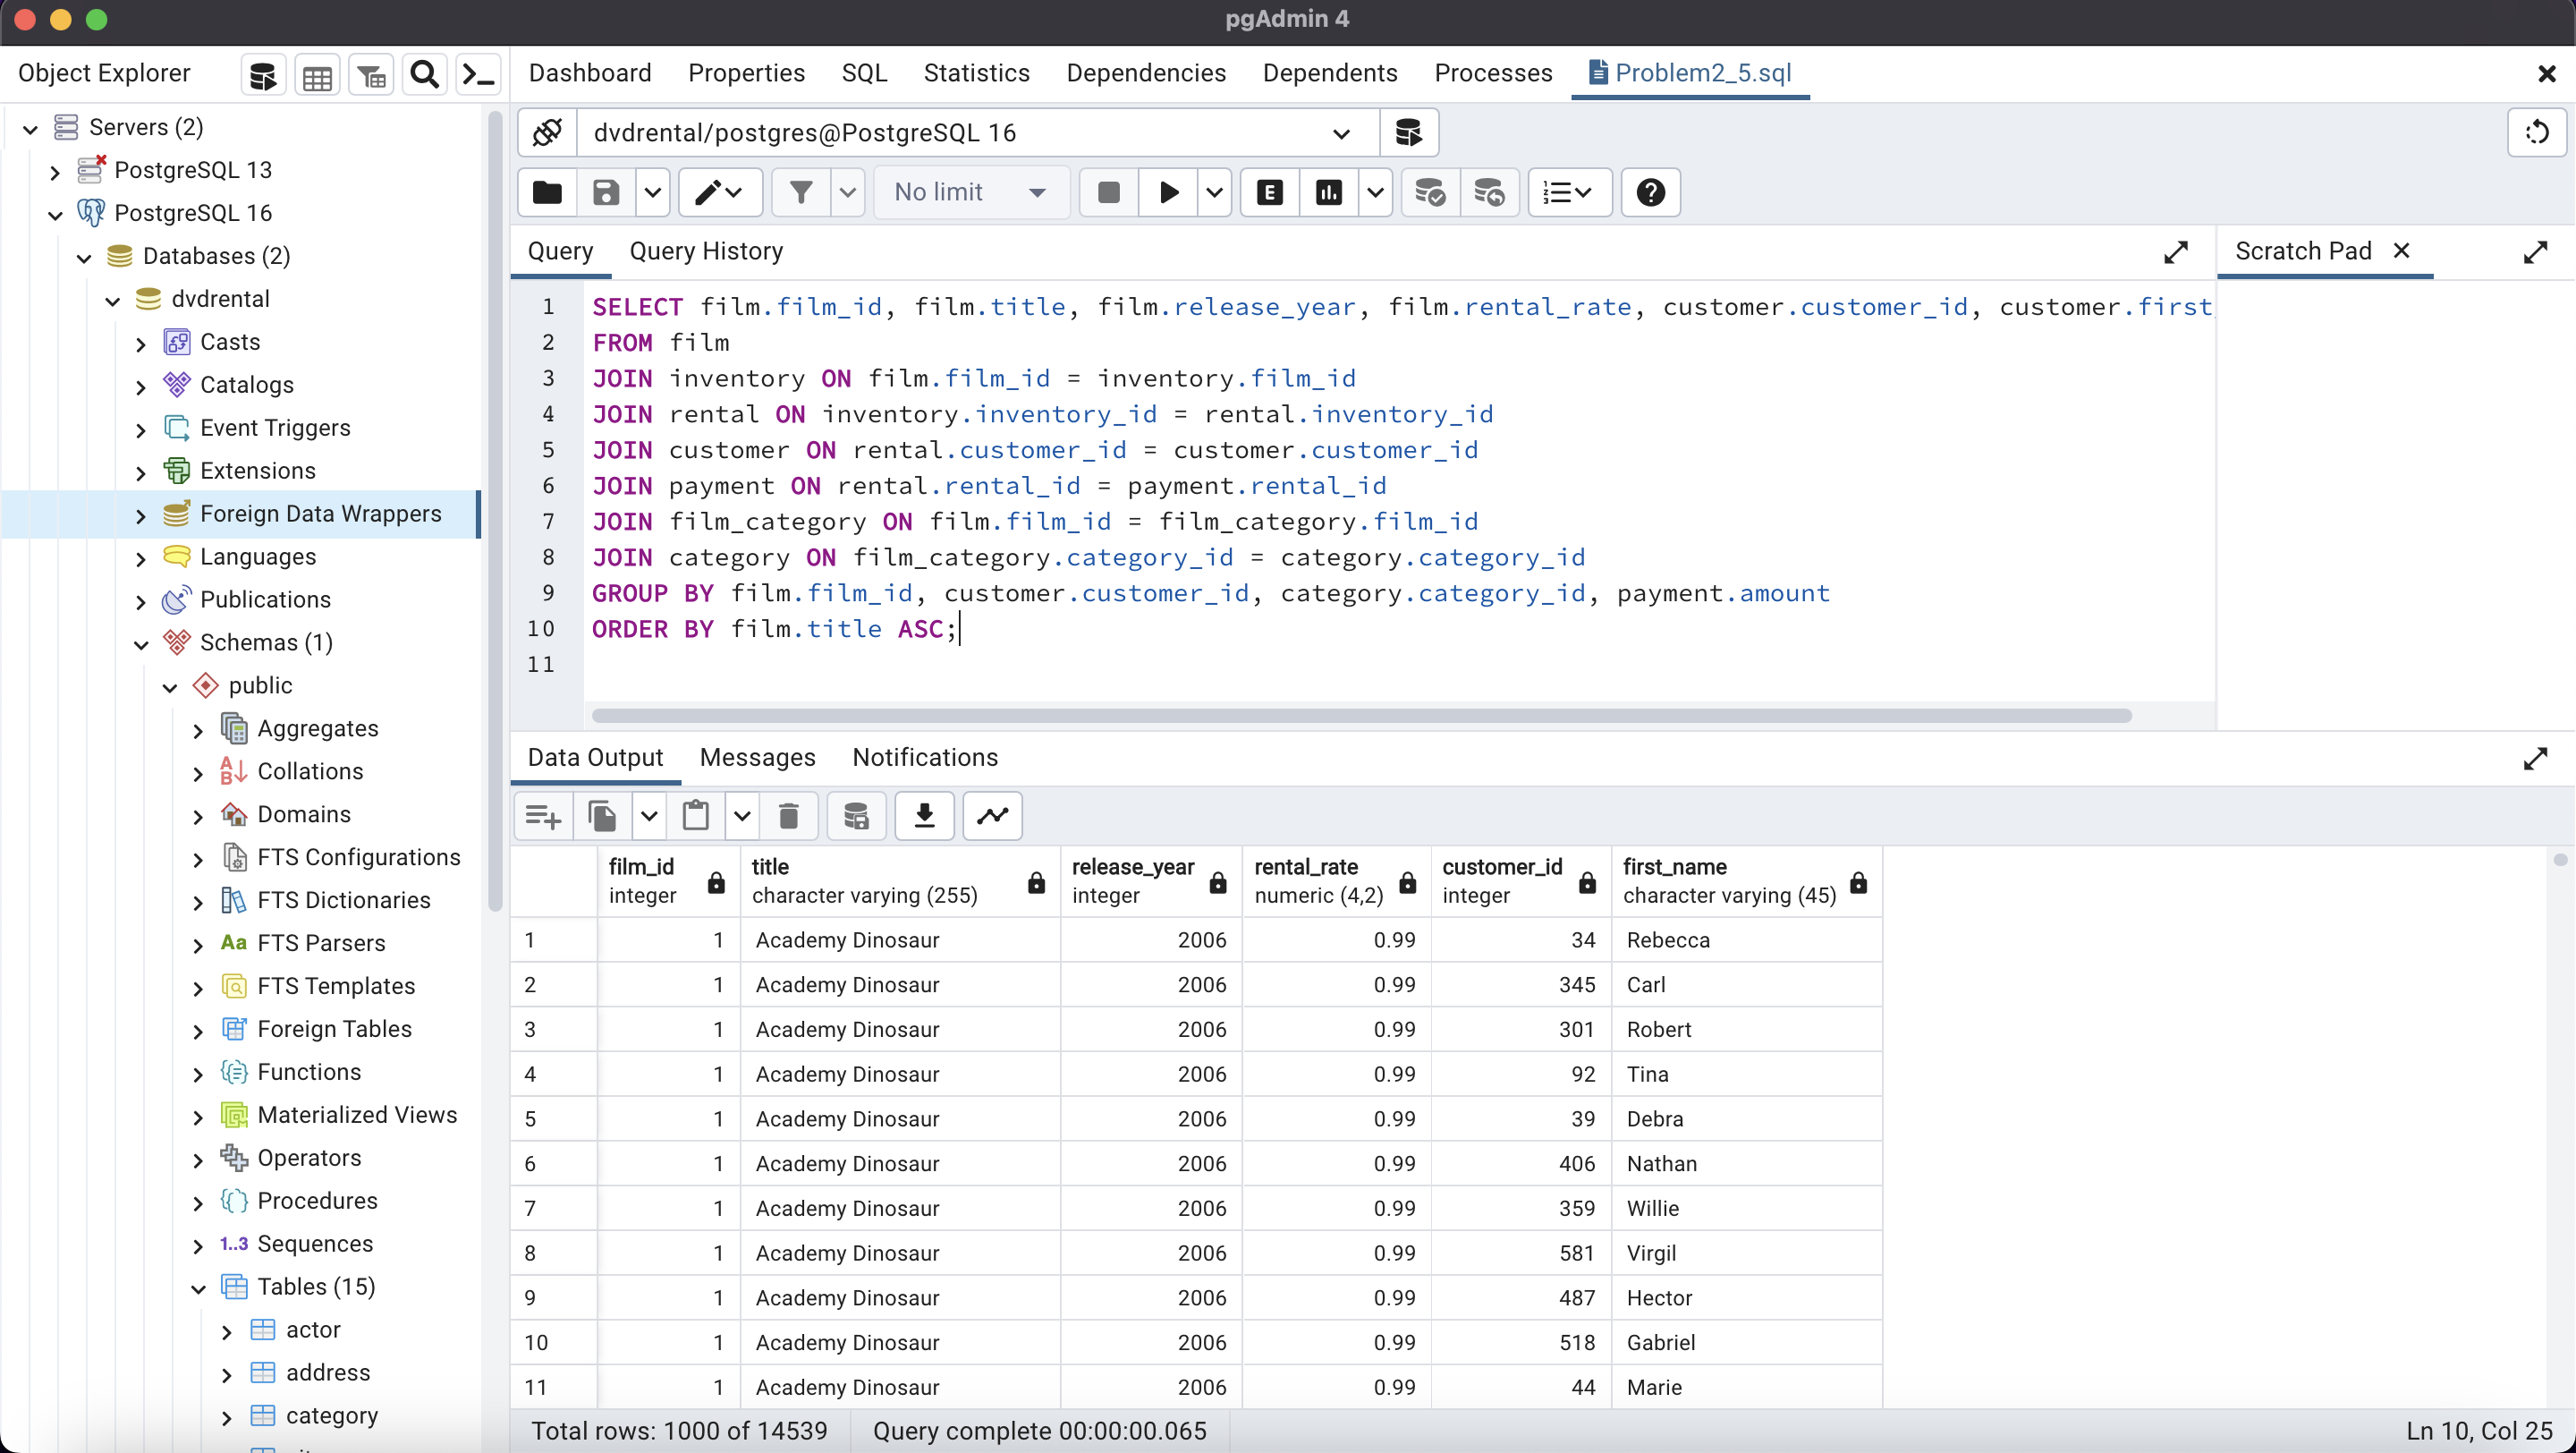 pgAdmin 4
Object Explorer
Dashboard Properties SQL Statistics Dependencies Dependents Processes Problem2_5.sql
Servers (2)
PostgreSQL 13
PostgreSQL 16
Databases (2)
dvdrental
Casts
Catalogs
Event Triggers
Extensions
Foreign Data Wrappers
Languages
Publications
Schemas (1)
public
Aggregates
Collations
Domains
FTS Configurations
FTS Dictionaries
Aa FTS Parsers
FTS Templates
Foreign Tables
Functions
Materialized Views
Operators
Procedures
1..3 Sequences
Tables (15)
actor
address
category
dvdrental/postgres@PostgreSQL 16
No limit
E
Query Query History
Scratch Pad
1 SELECT film.film_id, film.title, film.release_year, film.rental_rate, customer.customer_id, customer.first
2 FROM film
3 JOIN inventory ON film.film_id = inventory.film_id
4 JOIN rental ON inventory.inventory_id = rental.inventory_id
5 JOIN customer ON rental.customer_id = customer.customer_id
6 JOIN payment ON rental.rental_id = payment.rental_id
7 JOIN film_category ON film.film_id = film_category.film_id
8 JOIN category ON film_category.category_id = category.category_id
9 GROUP BY film.film_id, customer.customer_id, category.category_id, payment.amount
10 ORDER BY film.title ASC;
11
Data Output Messages Notifications
film_id title release_year rental_rate customer_id first_name
integer character varying (255) integer numeric (4,2) integer character varying (45)
1 1 Academy Dinosaur 2006 0.99 34 Rebecca
2 1 Academy Dinosaur 2006 0.99 345 Carl
3 1 Academy Dinosaur 2006 0.99 301 Robert
4 1 Academy Dinosaur 2006 0.99 92 Tina
5 1 Academy Dinosaur 2006 0.99 39 Debra
6 1 Academy Dinosaur 2006 0.99 406 Nathan
7 1 Academy Dinosaur 2006 0.99 359 Willie
8 1 Academy Dinosaur 2006 0.99 581 Virgil
9 1 Academy Dinosaur 2006 0.99 487 Hector
10 1 Academy Dinosaur 2006 0.99 518 Gabriel
11 1 Academy Dinosaur 2006 0.99 44 Marie
Total rows: 1000 of 14539 Query complete 00:00:00.065 Ln 10, Col 25